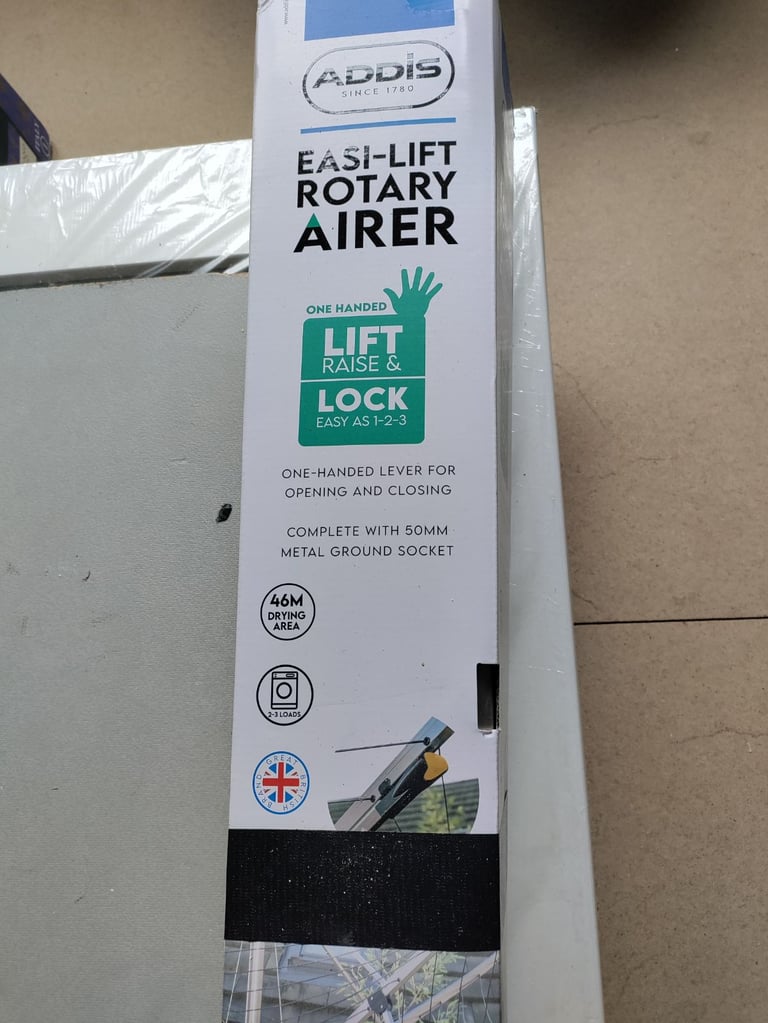 ADDIS
SINCE 1780
EASI-LIFT
ROTARY
AIRER
ONE HANDED
LIFT
RAISE &
LOCK
EASY AS 1-2-3
ONE-HANDED LEVER FOR
OPENING AND CLOSING
COMPLETE WITH 50MM
METAL GROUND SOCKET
46M
DRYING
AREA
2-3 LOADS
GREAT BRITISH BRAND